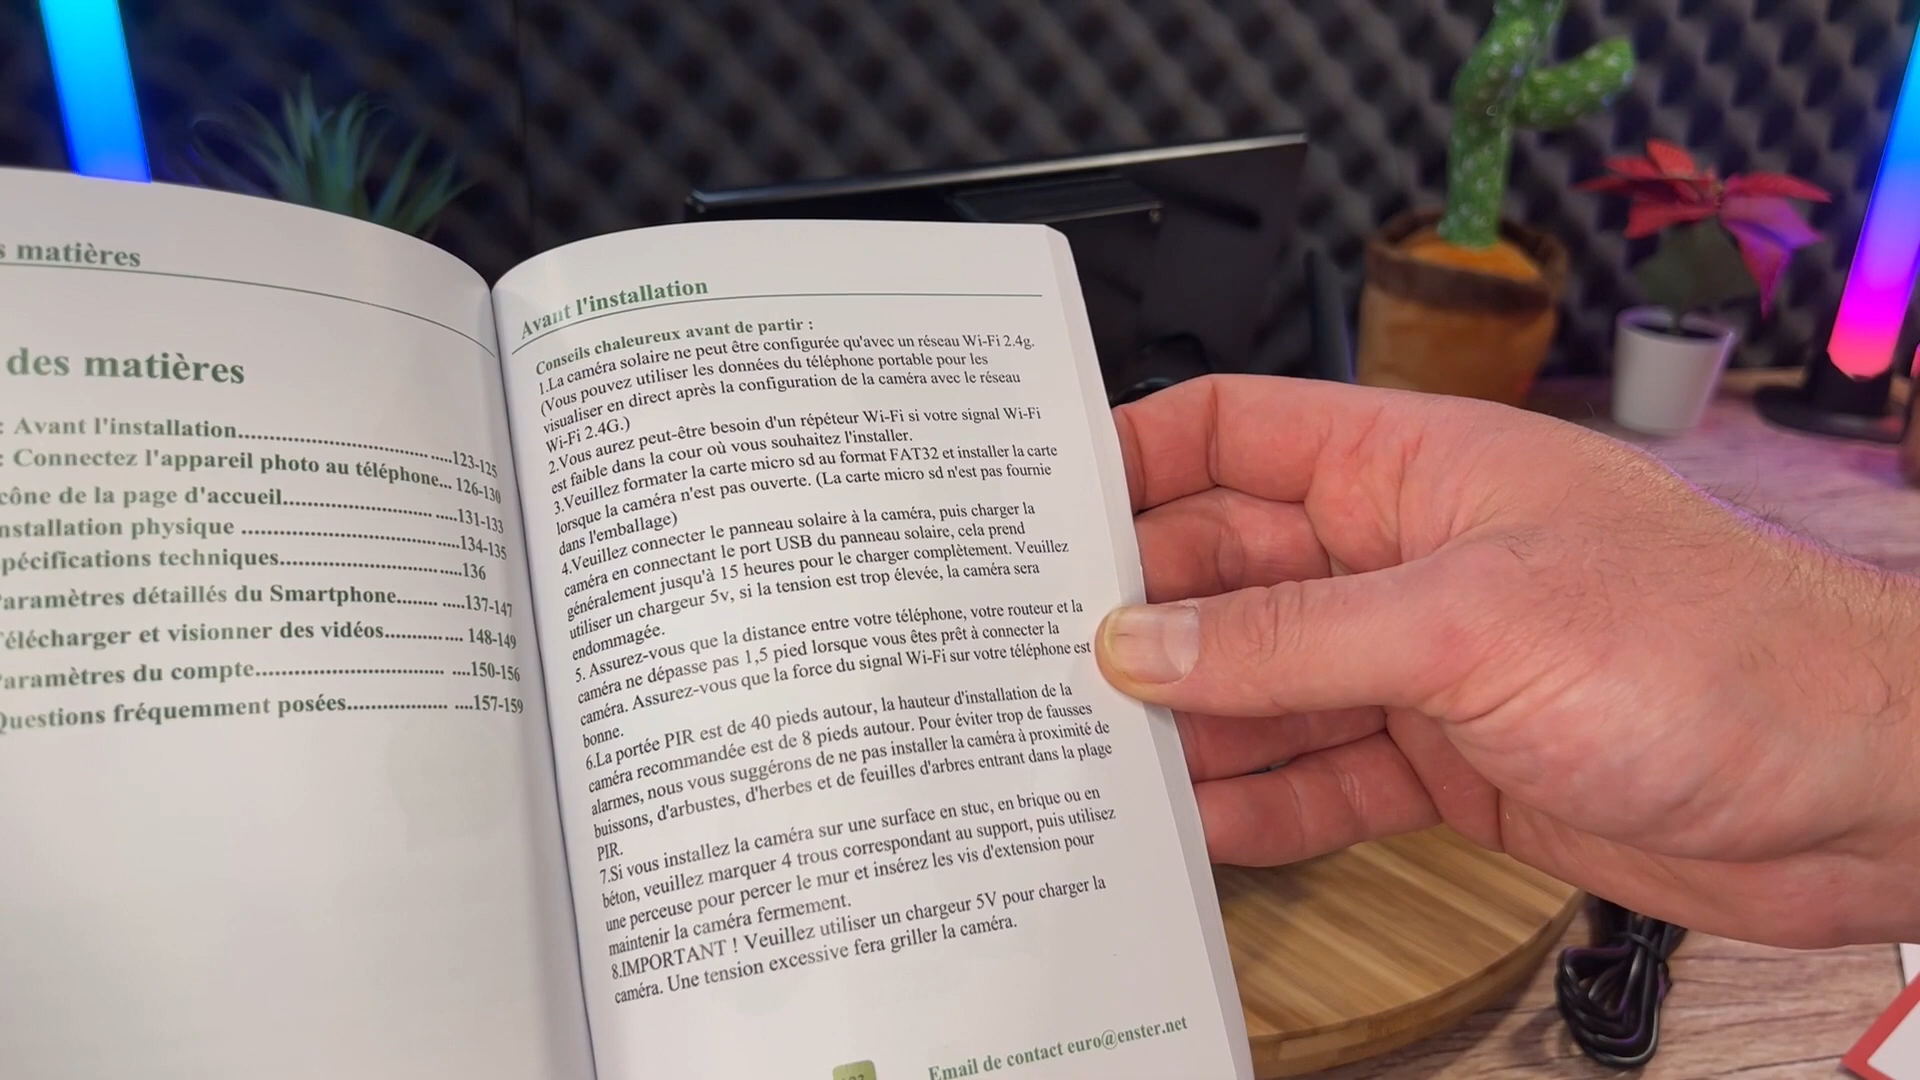 s matières
des matières
: Avant l'installation..................................123-125
: Connectez l'appareil photo au téléphone... 126-130
cône de la page d'accueil..........................131-133
nstallation physique ..................................134-135
pécifications techniques.............................136
aramètres détaillés du Smartphone....... .....137-147
élécharger et visionner des vidéos............ 148-149
aramètres du compte............................. ....150-156
Questions fréquemment posées................. ....157-159
Avant l'installation
Conseils chaleureux avant de partir :
1.La caméra solaire ne peut être configurée qu'avec un réseau Wi-Fi 2.4g.
(Vous pouvez utiliser les données du téléphone portable pour les
visualiser en direct après la configuration de la caméra avec le réseau
Wi-Fi 2.4G.)
2.Vous aurez peut-être besoin d'un répéteur Wi-Fi si votre signal Wi-Fi
est faible dans la cour où vous souhaitez l'installer.
3.Veuillez formater la carte micro sd au format FAT32 et installer la carte
lorsque la caméra n'est pas ouverte. (La carte micro sd n'est pas fournie
dans l'emballage)
4.Veuillez connecter le panneau solaire à la caméra, puis charger la
caméra en connectant le port USB du panneau solaire, cela prend
généralement jusqu'à 15 heures pour le charger complètement. Veuillez
utiliser un chargeur 5v, si la tension est trop élevée, la caméra sera
endommagée.
5. Assurez-vous que la distance entre votre téléphone, votre routeur et la
caméra ne dépasse pas 1,5 pied lorsque vous êtes prêt à connecter la
caméra. Assurez-vous que la force du signal Wi-Fi sur votre téléphone est
bonne.
6.La portée PIR est de 40 pieds autour, la hauteur d'installation de la
caméra recommandée est de 8 pieds autour. Pour éviter trop de fausses
alarmes, nous vous suggérons de ne pas installer la caméra à proximité de
buissons, d'arbustes, d'herbes et de feuilles d'arbres entrant dans la plage
PIR.
7.Si vous installez la caméra sur une surface en stuc, en brique ou en
béton, veuillez marquer 4 trous correspondant au support, puis utilisez
une perceuse pour percer le mur et insérez les vis d'extension pour
maintenir la caméra fermement.
8.IMPORTANT ! Veuillez utiliser un chargeur 5V pour charger la
caméra. Une tension excessive fera griller la caméra.
Email de contact euro@enster.net